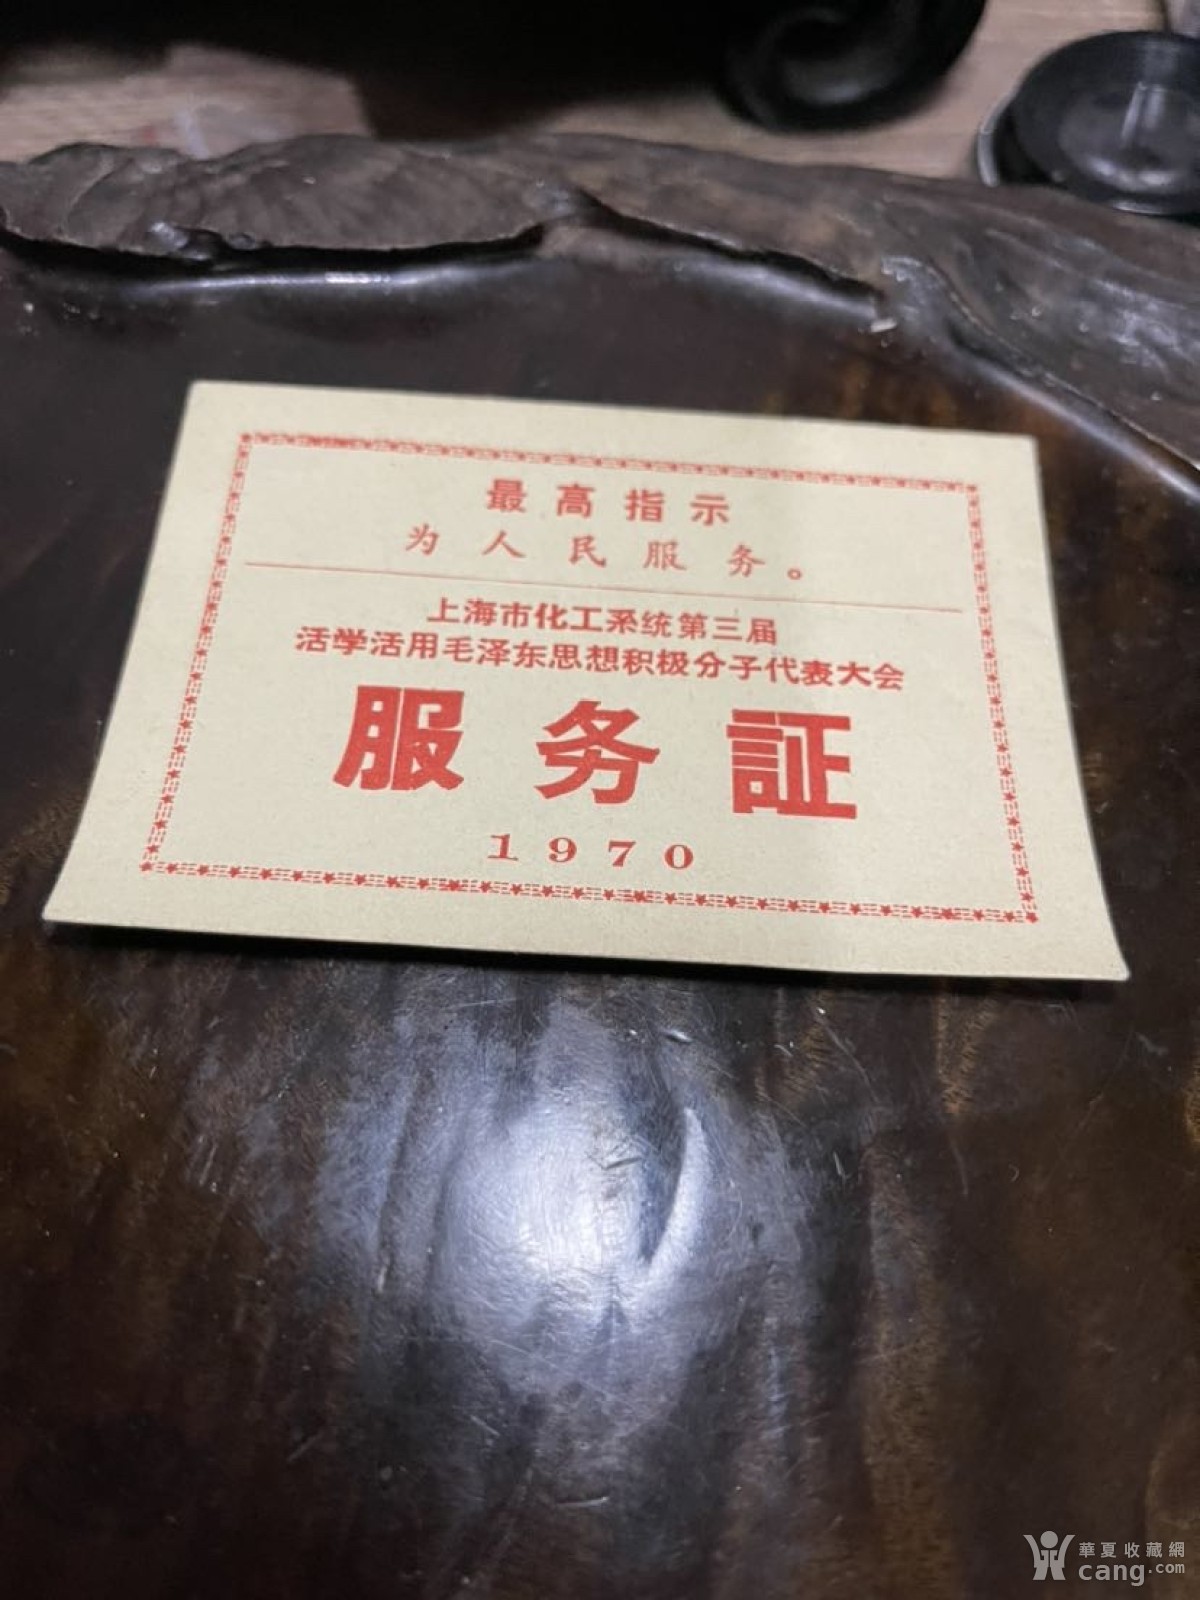 最高指示
为人民服务。
上海市化工系统第三届
活学活用毛泽东思想积极分子代表大会
服务証
1970
華夏收藏網
cang.com